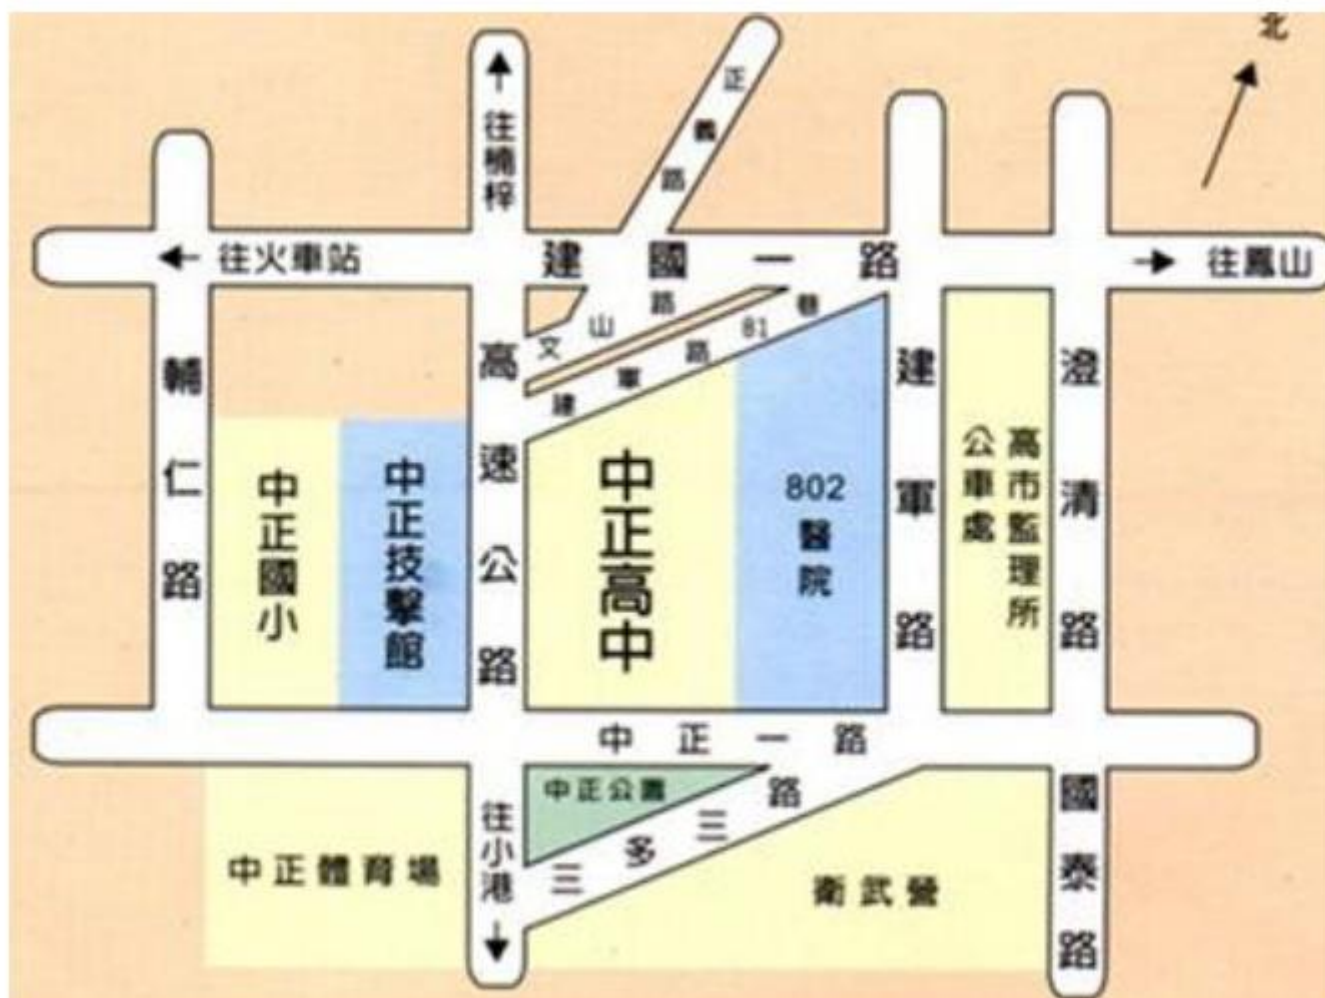 北
往楠梓
正義路
往火車站
建國一路
往鳳山
文山路
建軍路81巷
輔仁路
高速公路
建軍路
澄清路
中正國小
中正技擊館
中正高中
802
醫院
高市監理所
公車處
中正一路
中正公園
三多三路
往小港
中正體育場
衛武營
國泰路